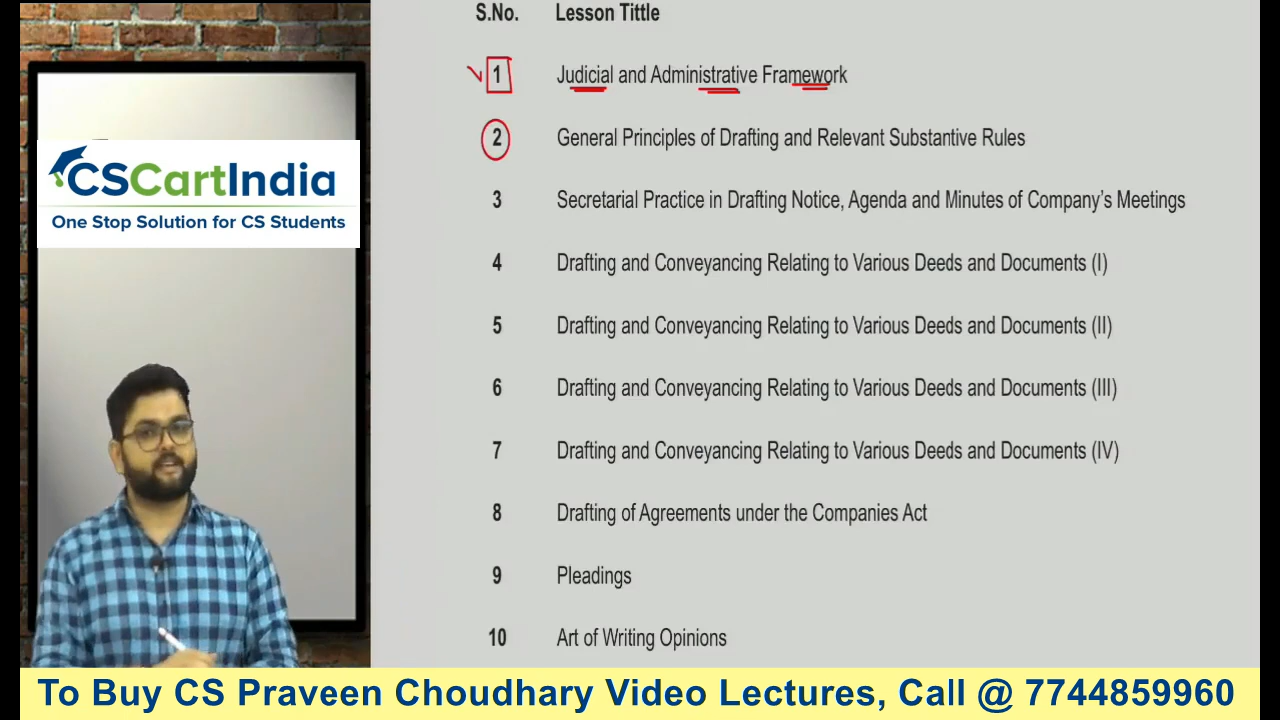 S.No. Lesson Tittle
1 Judicial and Administrative Framework
2 General Principles of Drafting and Relevant Substantive Rules
3 Secretarial Practice in Drafting Notice, Agenda and Minutes of Company's Meetings
4 Drafting and Conveyancing Relating to Various Deeds and Documents (I)
5 Drafting and Conveyancing Relating to Various Deeds and Documents (II)
6 Drafting and Conveyancing Relating to Various Deeds and Documents (III)
7 Drafting and Conveyancing Relating to Various Deeds and Documents (IV)
8 Drafting of Agreements under the Companies Act
9 Pleadings
10 Art of Writing Opinions
CSCartIndia
One Stop Solution for CS Students
To Buy CS Praveen Choudhary Video Lectures, Call @ 7744859960